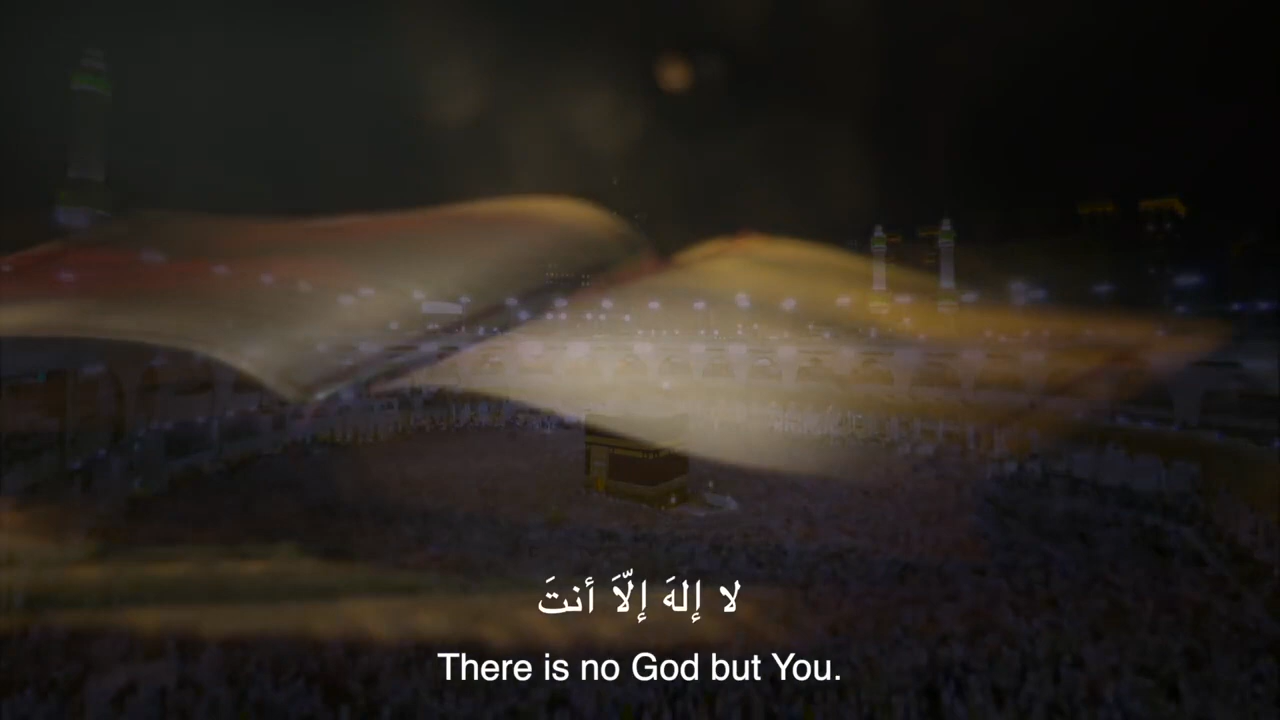 لا إلهَ إلّاَ أنتَ
There is no God but You.